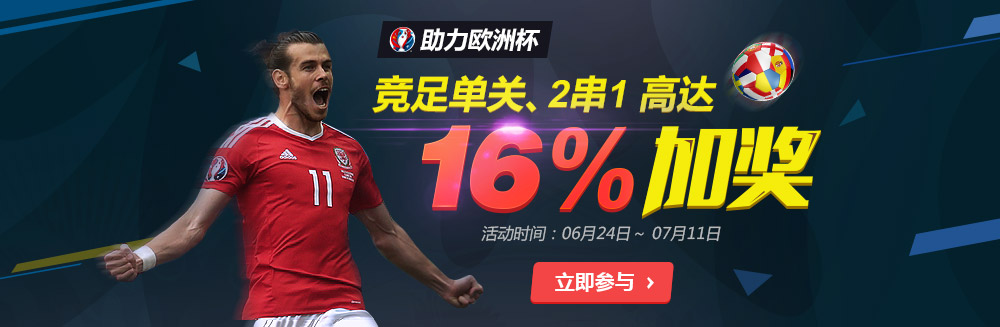 助力欧洲杯
竞足单关、2串1 高达
16%加奖
活动时间：06月24日~ 07月11日
立即参与 ›
adidas
11